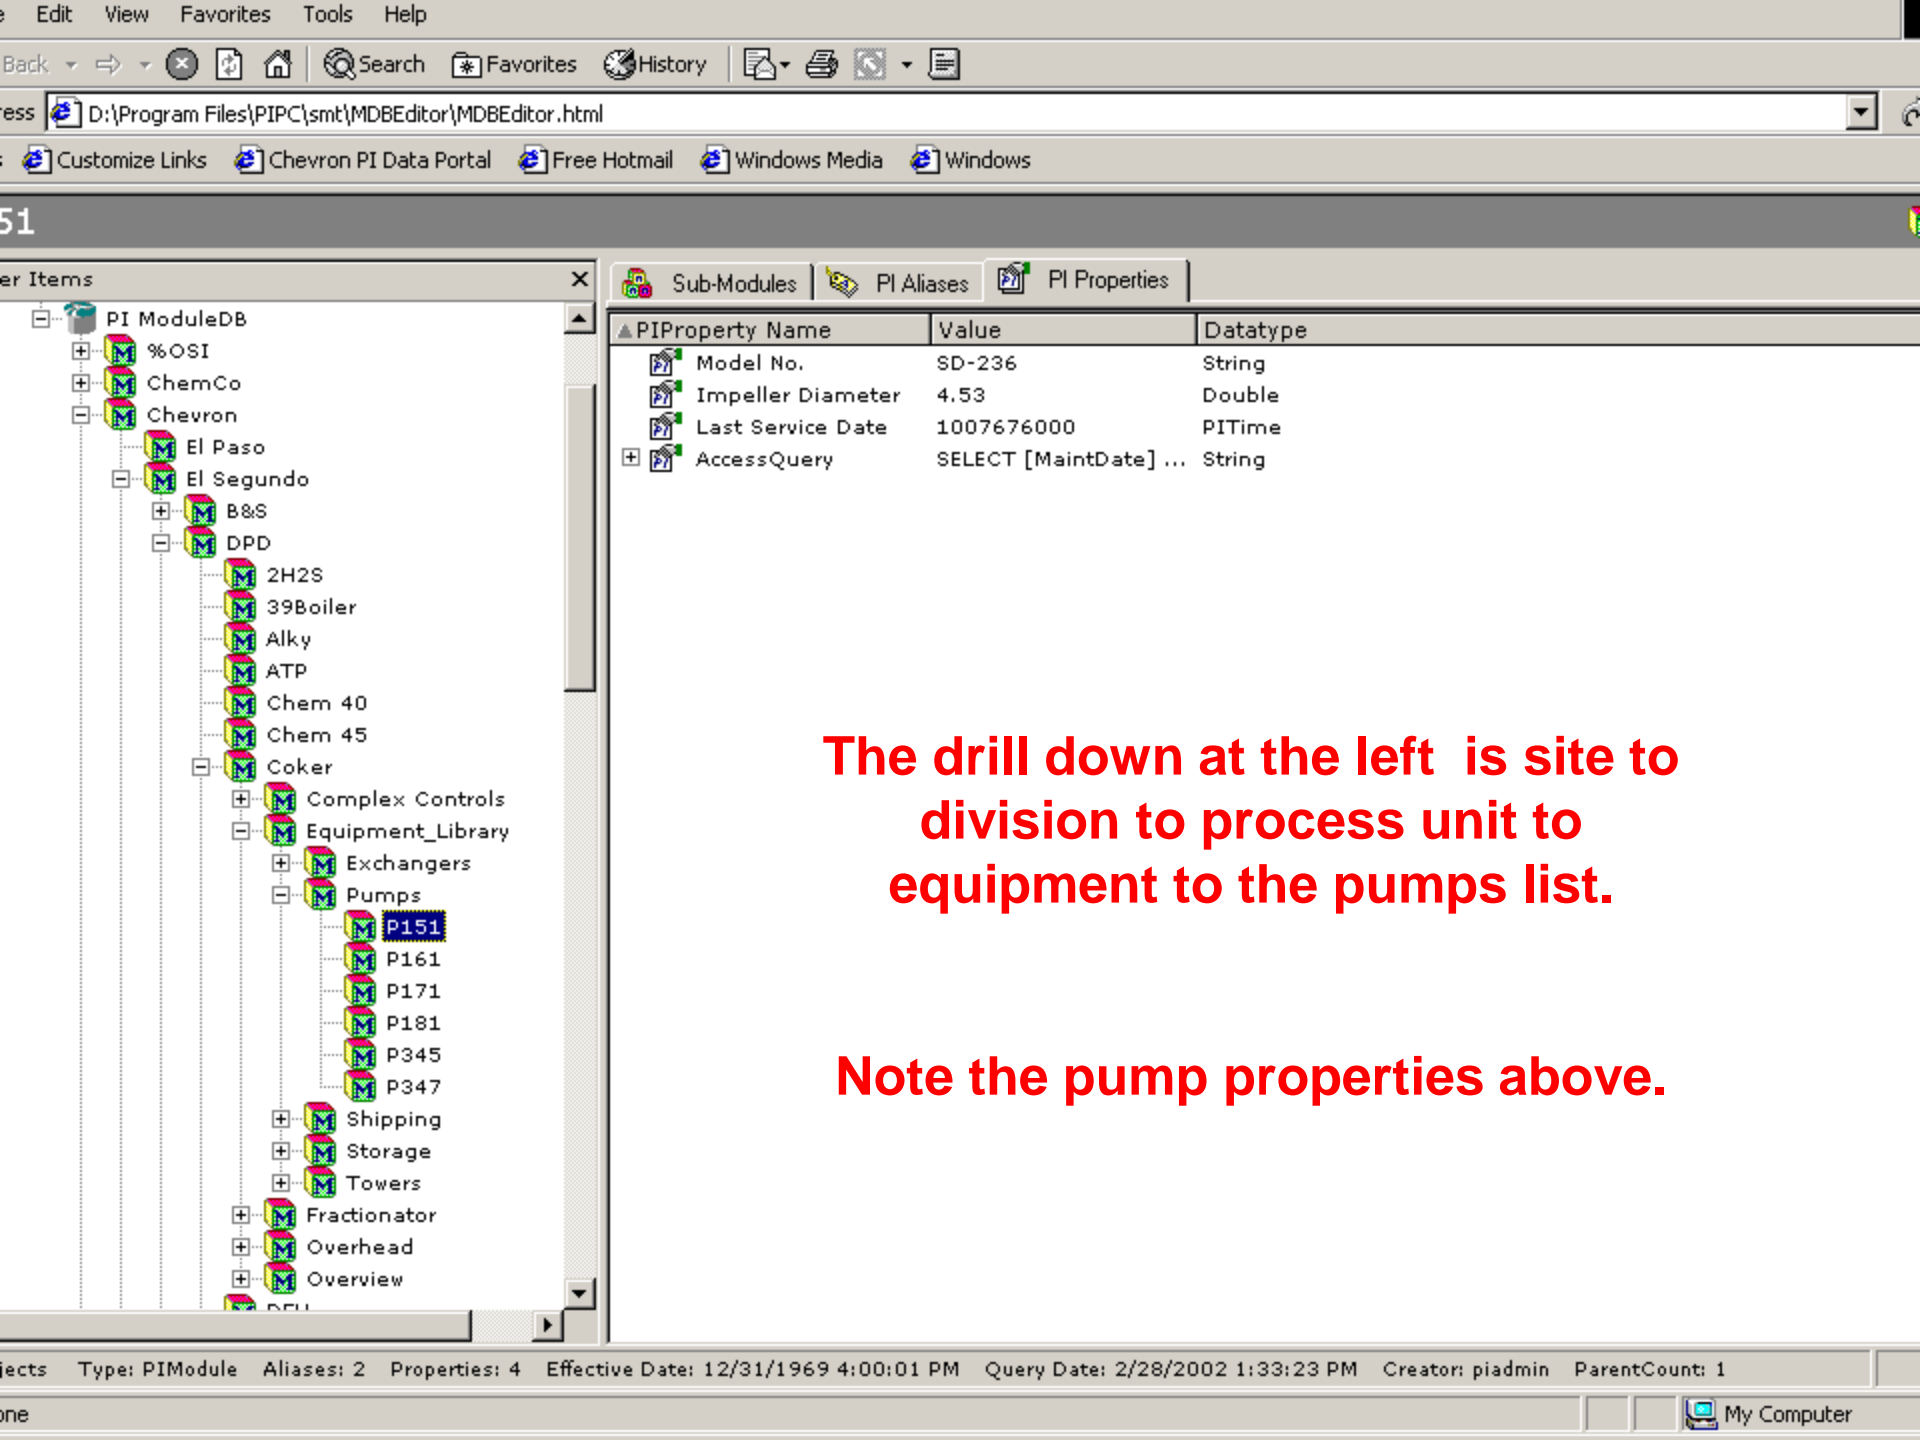 Edit View Favorites Tools Help
Back Search Favorites History
ress D:\Program Files\PIPC\smt\MDBEditor\MDBEditor.html
s Customize Links Chevron PI Data Portal Free Hotmail Windows Media Windows
51
er Items
Sub-Modules PI Aliases PI Properties
PI ModuleDB
%OSI
ChemCo
Chevron
El Paso
El Segundo
B&S
DPD
2H2S
39Boiler
Alky
ATP
Chem 40
Chem 45
Coker
Complex Controls
Equipment_Library
Exchangers
Pumps
P151
P161
P171
P181
P345
P347
Shipping
Storage
Towers
Fractionator
Overhead
Overview
PIProperty Name Value Datatype
Model No. SD-236 String
Impeller Diameter 4.53 Double
Last Service Date 1007676000 PITime
AccessQuery SELECT [MaintDate] ... String
The drill down at the left is site to
division to process unit to
equipment to the pumps list.
Note the pump properties above.
jects Type: PIModule Aliases: 2 Properties: 4 Effective Date: 12/31/1969 4:00:01 PM Query Date: 2/28/2002 1:33:23 PM Creator: piadmin ParentCount: 1
one My Computer